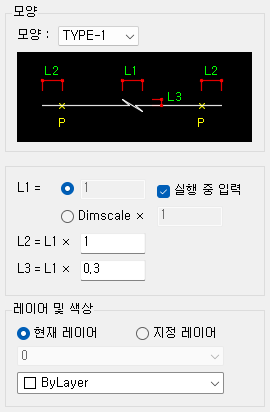 모양
모양 : TYPE-1
L2 L1 L2
L3
P P
L1 = 1 실행 중 입력
Dimscale × 1
L2 = L1 × 1
L3 = L1 × 0.3
레이어 및 색상
현재 레이어 지정 레이어
0
ByLayer